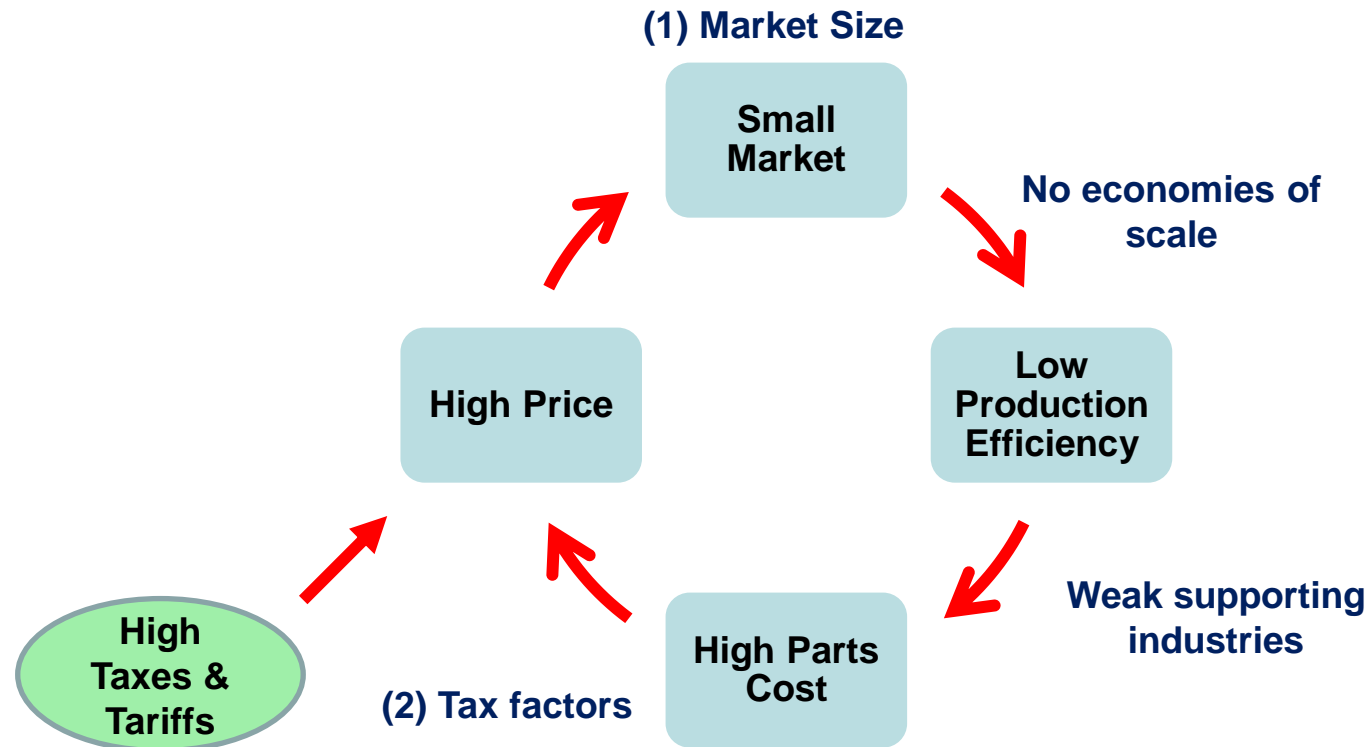 (1) Market Size
Small
Market
No economies of
scale
High Price
Low
Production
Efficiency
Weak supporting
industries
High Parts
Cost
(2) Tax factors
High
Taxes &
Tariffs